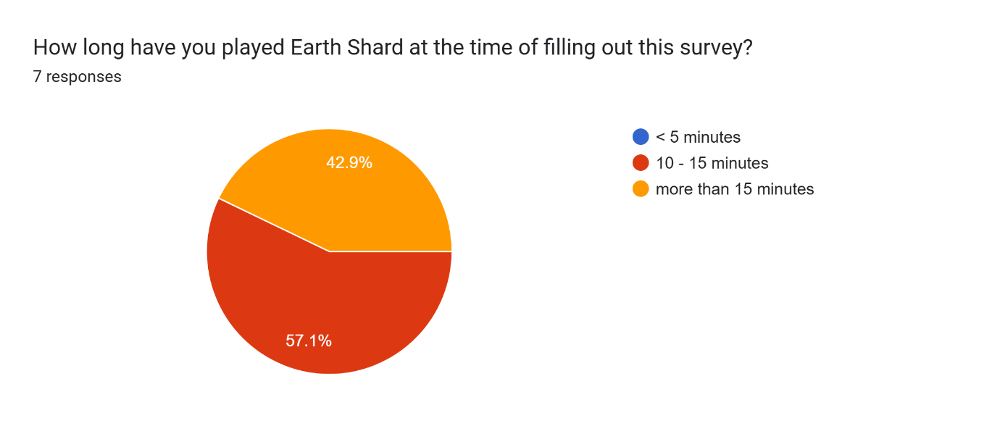 How long have you played Earth Shard at the time of filling out this survey?
7 responses
42.9%
57.1%
< 5 minutes
10 - 15 minutes
more than 15 minutes